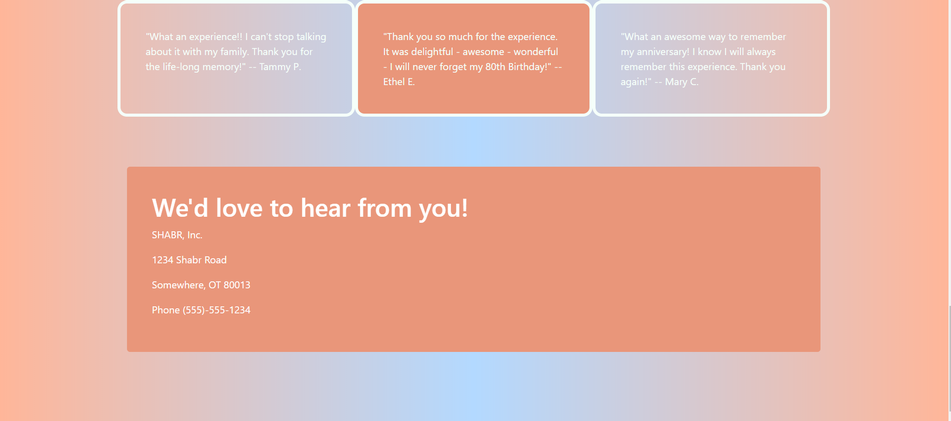 "What an experience!! I can't stop talking
about it with my family. Thank you for
the life-long memory!" -- Tammy P.
"Thank you so much for the experience.
It was delightful - awesome - wonderful
- I will never forget my 80th Birthday!" --
Ethel E.
"What an awesome way to remember
my anniversary! I know I will always
remember this experience. Thank you
again!" -- Mary C.
We'd love to hear from you!
SHABR, Inc.
1234 Shabr Road
Somewhere, OT 80013
Phone (555)-555-1234